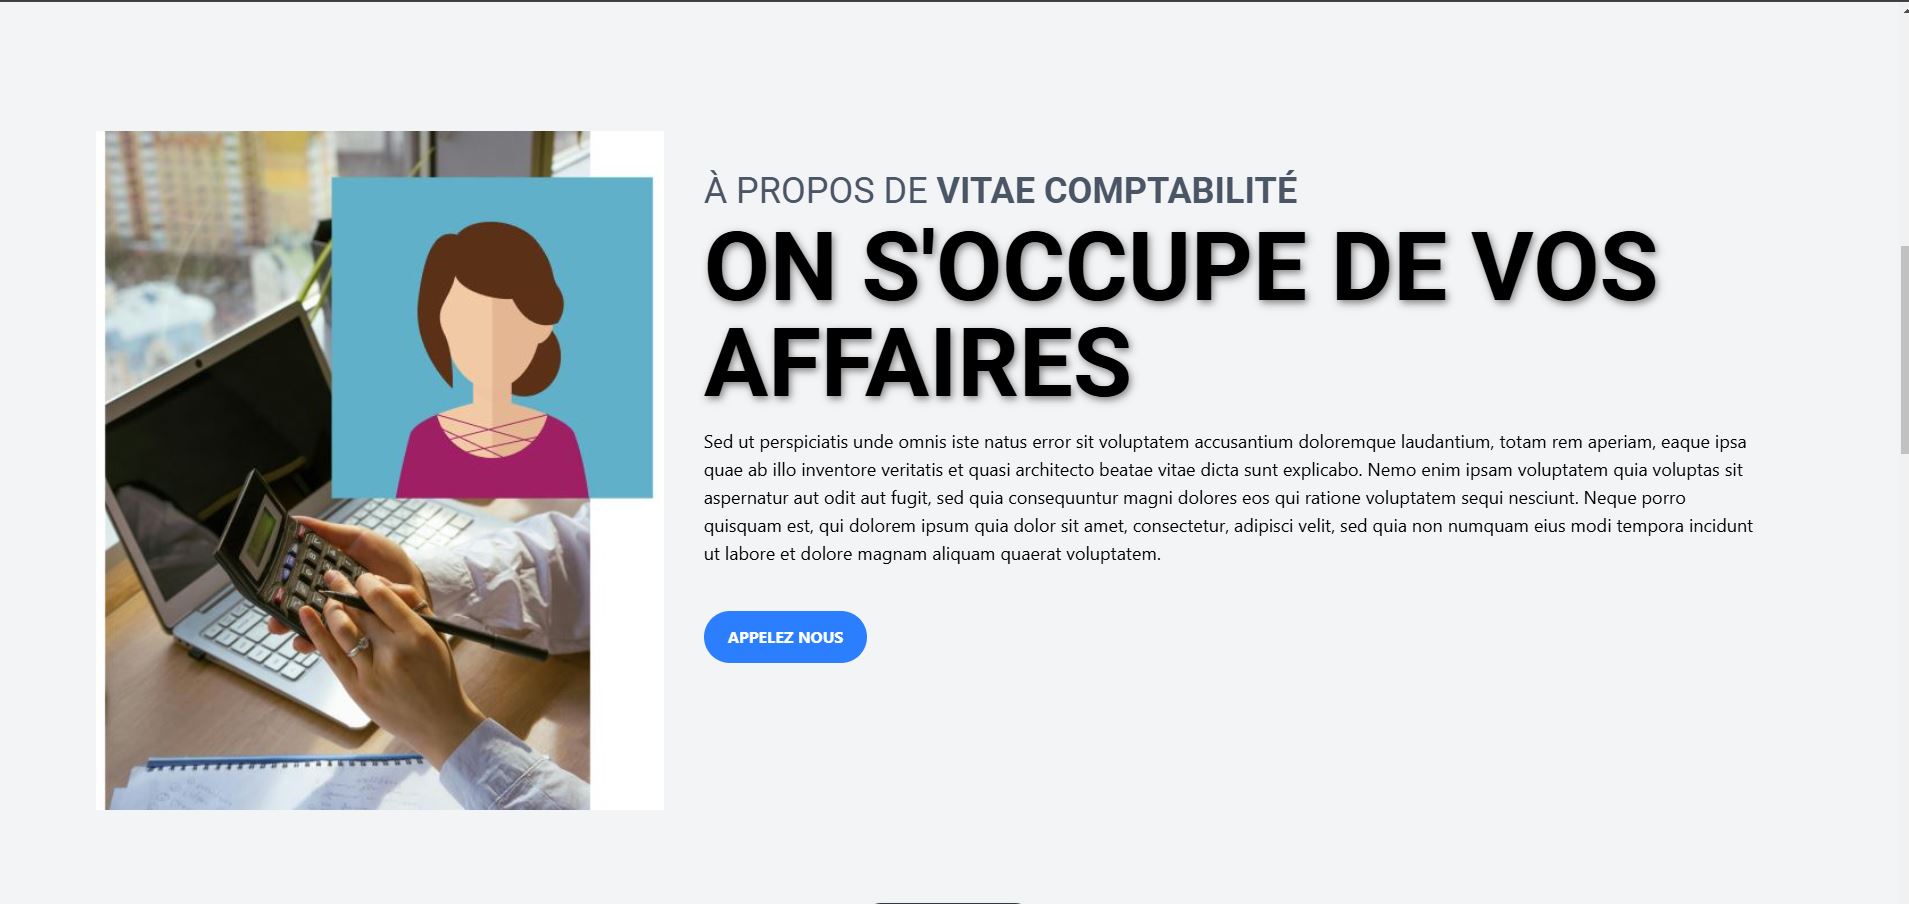 À PROPOS DE VITAE COMPTABILITÉ
ON S'OCCUPE DE VOS
AFFAIRES
Sed ut perspiciatis unde omnis iste natus error sit voluptatem accusantium doloremque laudantium, totam rem aperiam, eaque ipsa
quae ab illo inventore veritatis et quasi architecto beatae vitae dicta sunt explicabo. Nemo enim ipsam voluptatem quia voluptas sit
aspernatur aut odit aut fugit, sed quia consequuntur magni dolores eos qui ratione voluptatem sequi nesciunt. Neque porro
quisquam est, qui dolorem ipsum quia dolor sit amet, consectetur, adipisci velit, sed quia non numquam eius modi tempora incidunt
ut labore et dolore magnam aliquam quaerat voluptatem.
APPELEZ NOUS